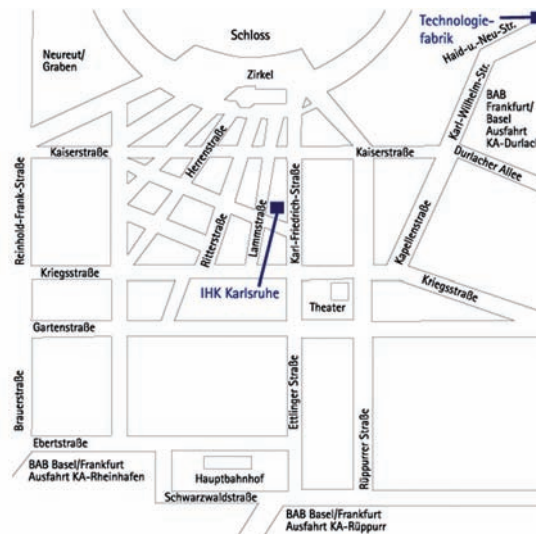 Technologie-
fabrik
Haid-u.-Neu-Str.
Schloss
Neureut/
Graben
Zirkel
Karl-Wilhelm-Str.
BAB
Frankfurt/
Basel
Ausfahrt
KA-Durlach
Kaiserstraße
Herrenstraße
Kaiserstraße
Durlacher Allee
Reinhold-Frank-Straße
Ritterstraße
Lammstraße
Karl-Friedrich-Straße
Kapellenstraße
Kriegsstraße
IHK Karlsruhe
Kriegsstraße
Theater
Gartenstraße
Brauerstraße
Ettlinger Straße
Rüppurrer Straße
Ebertstraße
BAB Basel/Frankfurt
Ausfahrt KA-Rheinhafen
Hauptbahnhof
Schwarzwaldstraße
BAB Basel/Frankfurt
Ausfahrt KA-Rüppurr